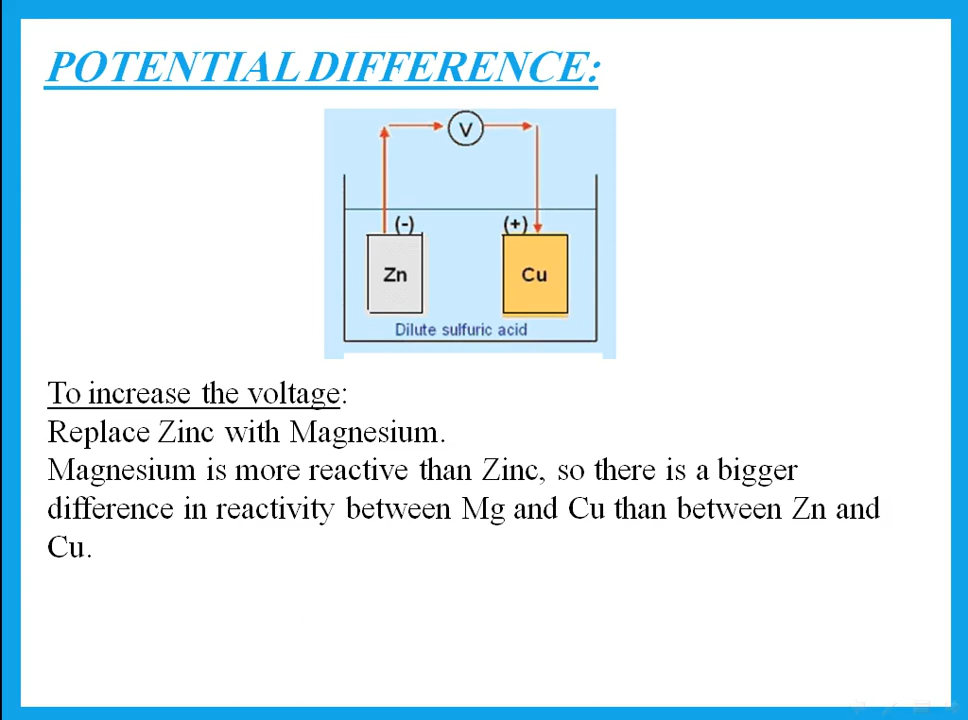 POTENTIAL DIFFERENCE:
V
(-) (+)
Zn Cu
Dilute sulfuric acid
To increase the voltage:
Replace Zinc with Magnesium.
Magnesium is more reactive than Zinc, so there is a bigger
difference in reactivity between Mg and Cu than between Zn and
Cu.